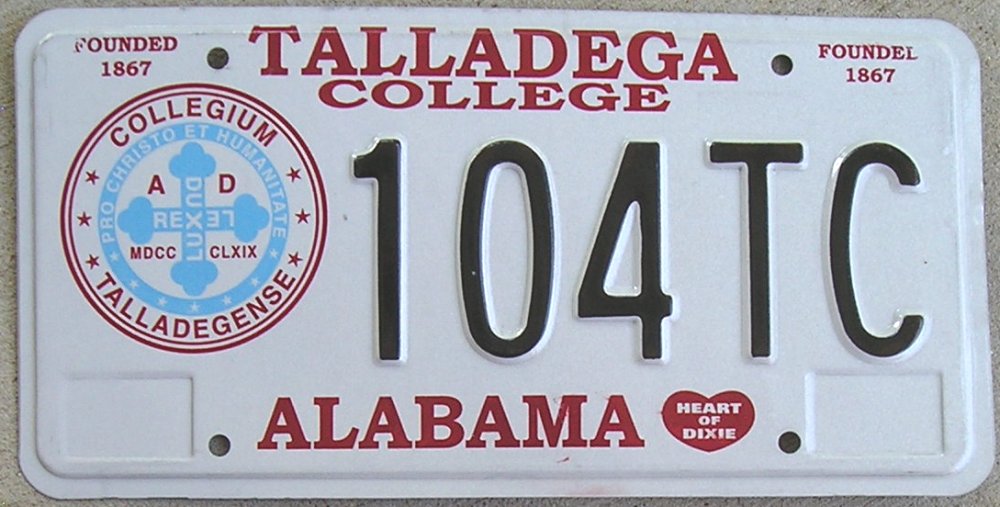 FOUNDED
1867
TALLADEGA
COLLEGE
FOUNDEL
1867
COLLEGIUM
PRO CHRISTO ET HUMANITATE
A D
DUX
REX LE
LUX
MDCC CLXIX
TALLADEGENSE
104TC
ALABAMA
HEART
OF
DIXIE